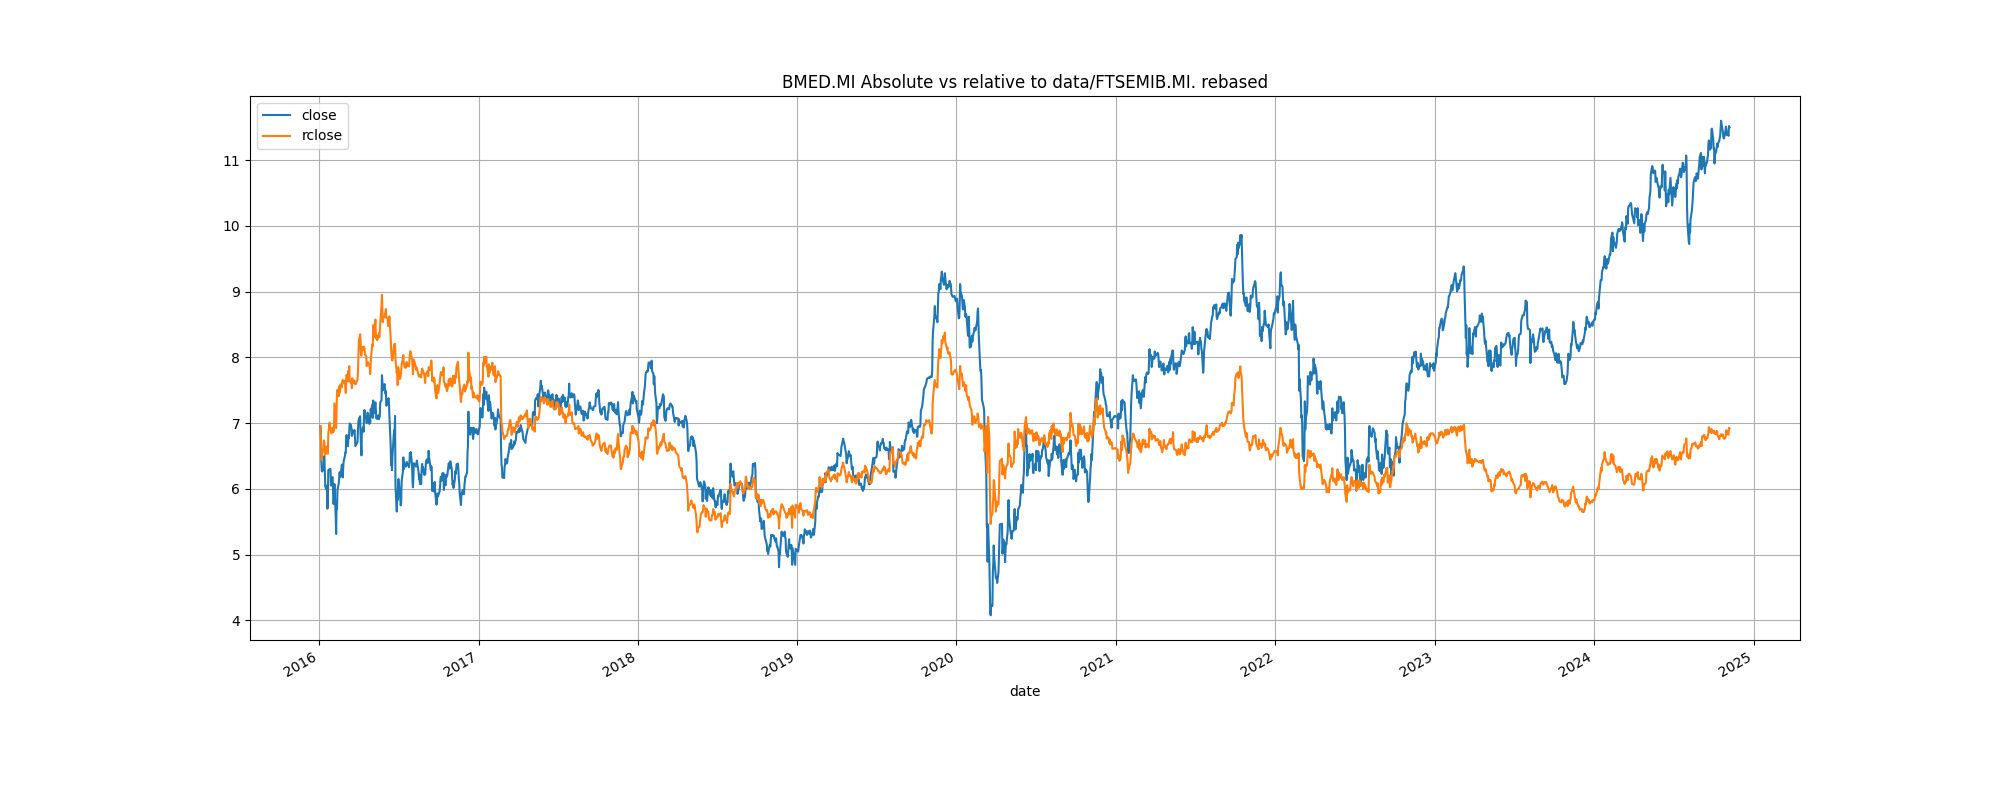 BMED.MI Absolute vs relative to data/FTSEMIB.MI. rebased
close
rclose
11
10
9
8
7
6
5
4
2016 2017 2018 2019 2020 2021 2022 2023 2024 2025
date